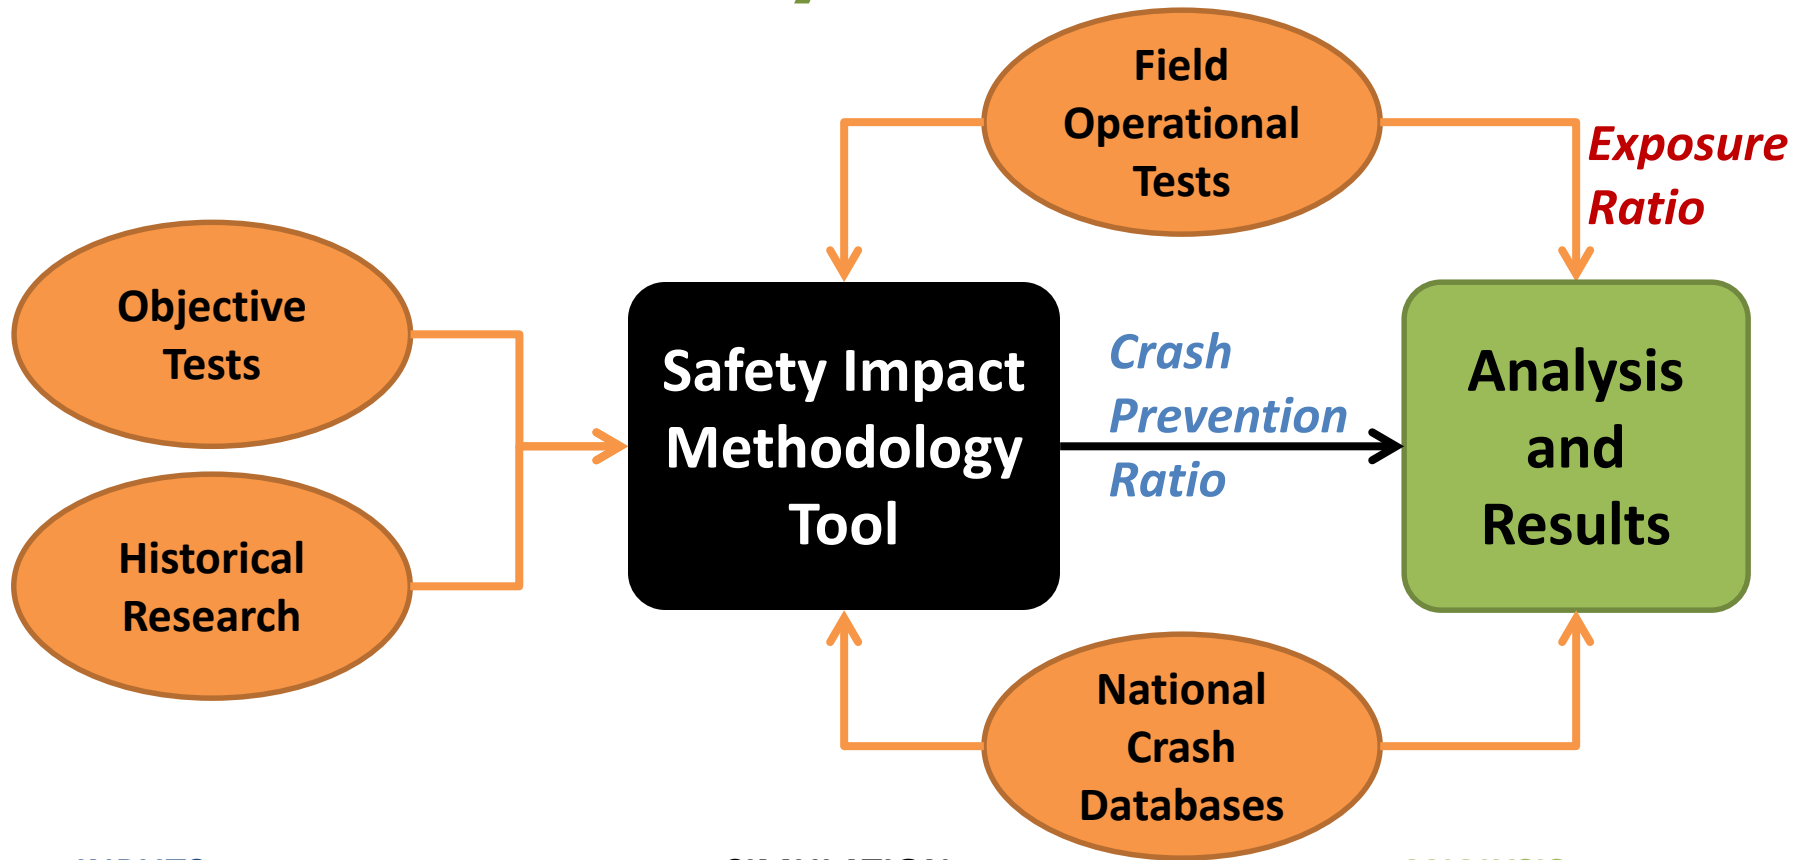 Field
Operational
Tests
Exposure
Ratio
Objective
Tests
Safety Impact
Methodology
Tool
Crash
Prevention
Ratio
Analysis
and
Results
Historical
Research
National
Crash
Databases